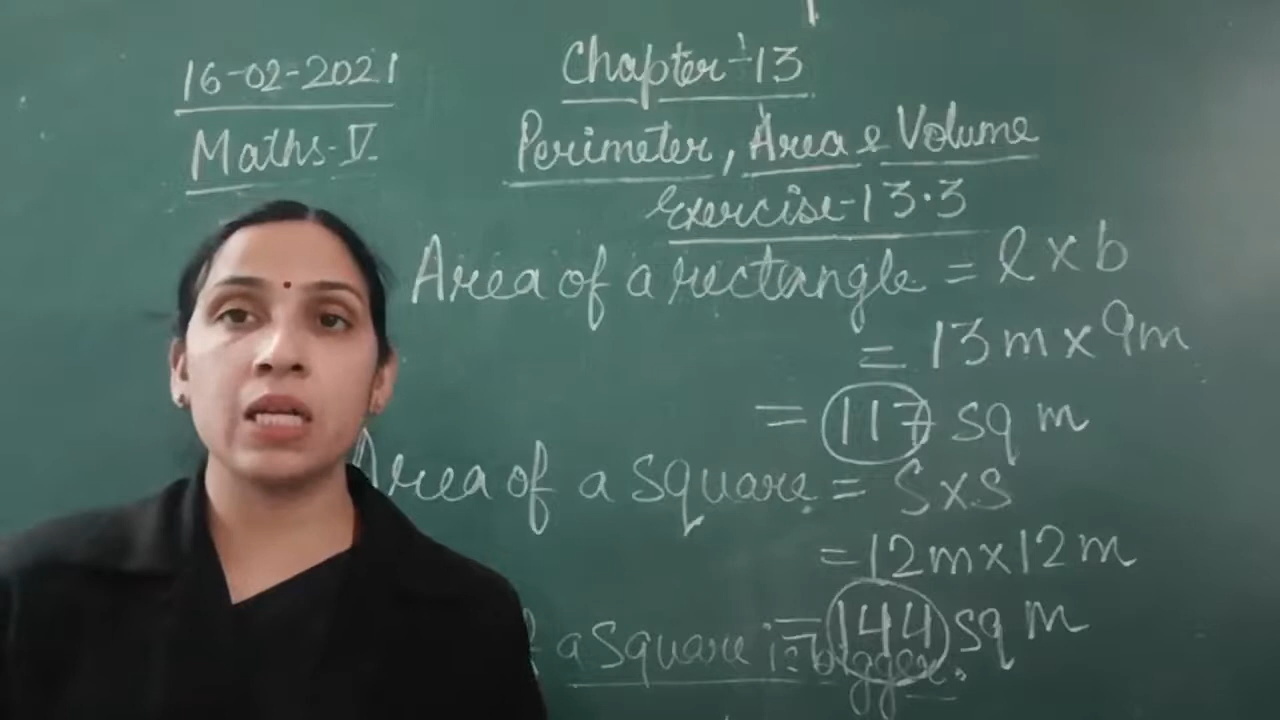 16-02-2021
Maths-V
Chapter-13
Perimeter, Area & Volume
Exercise-13.3
Area of a rectangle = l x b
= 13m x 9m
= 117 sq m
Area of a square = S x S
= 12m x 12m
= 144 sq m
a square is bigger.